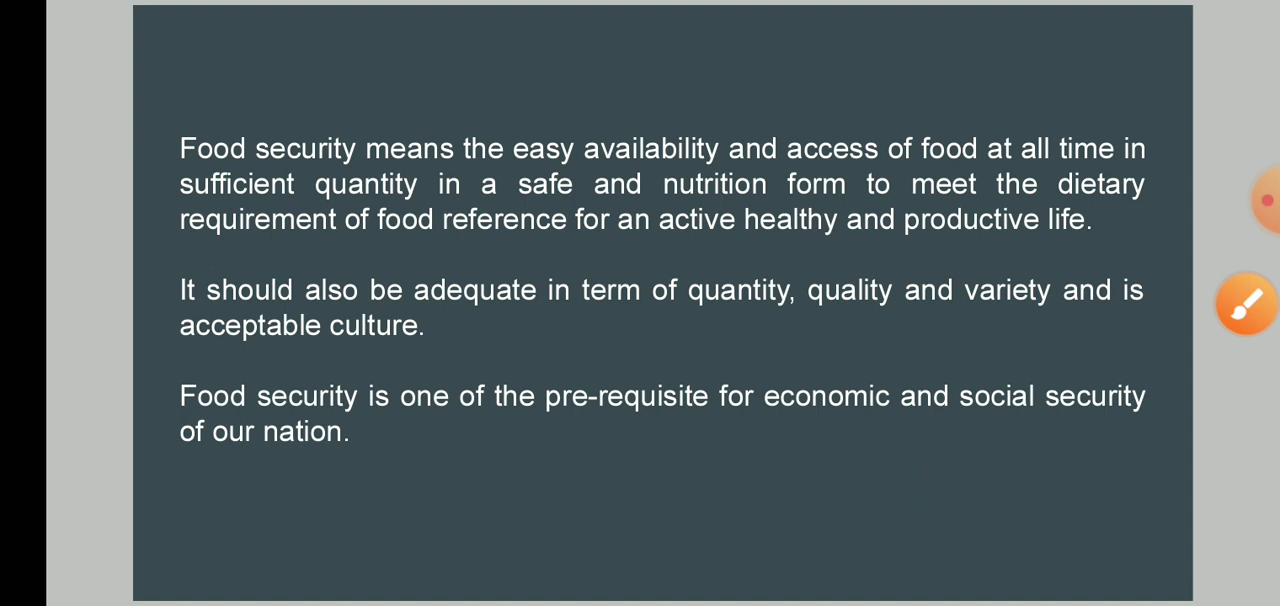 Food security means the easy availability and access of food at all time in
sufficient quantity in a safe and nutrition form to meet the dietary
requirement of food reference for an active healthy and productive life.
It should also be adequate in term of quantity, quality and variety and is
acceptable culture.
Food security is one of the pre-requisite for economic and social security
of our nation.